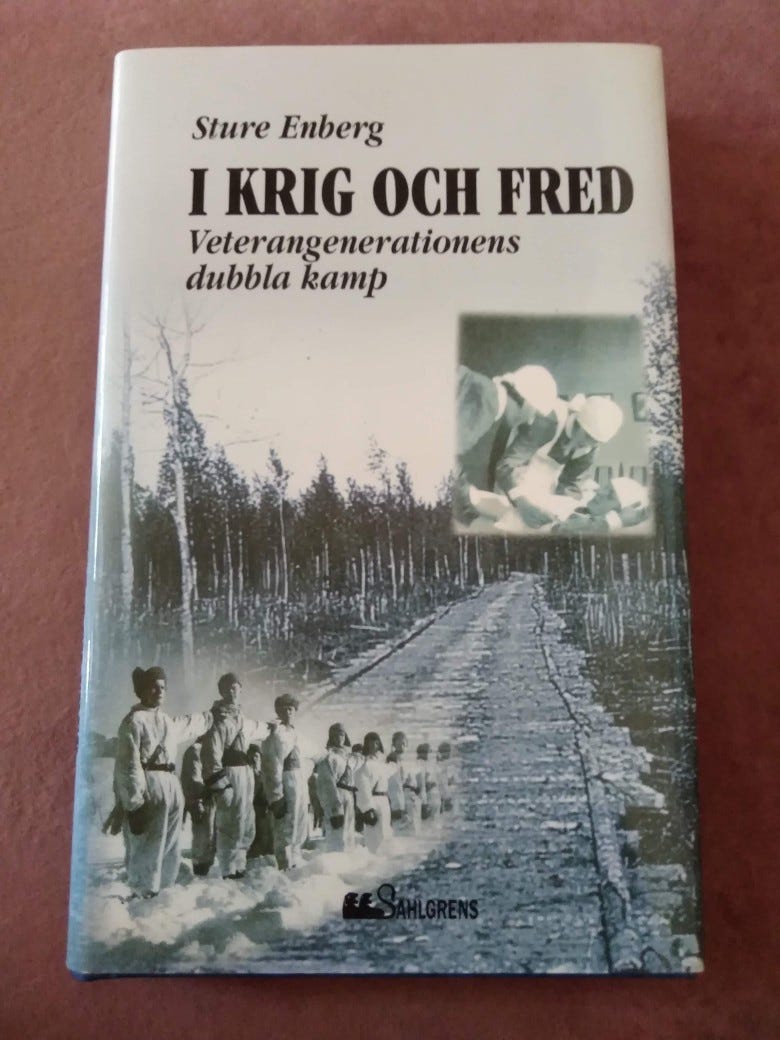 Sture Enberg
I KRIG OCH FRED
Veterangenerationens
dubbla kamp
SAHLGRENS